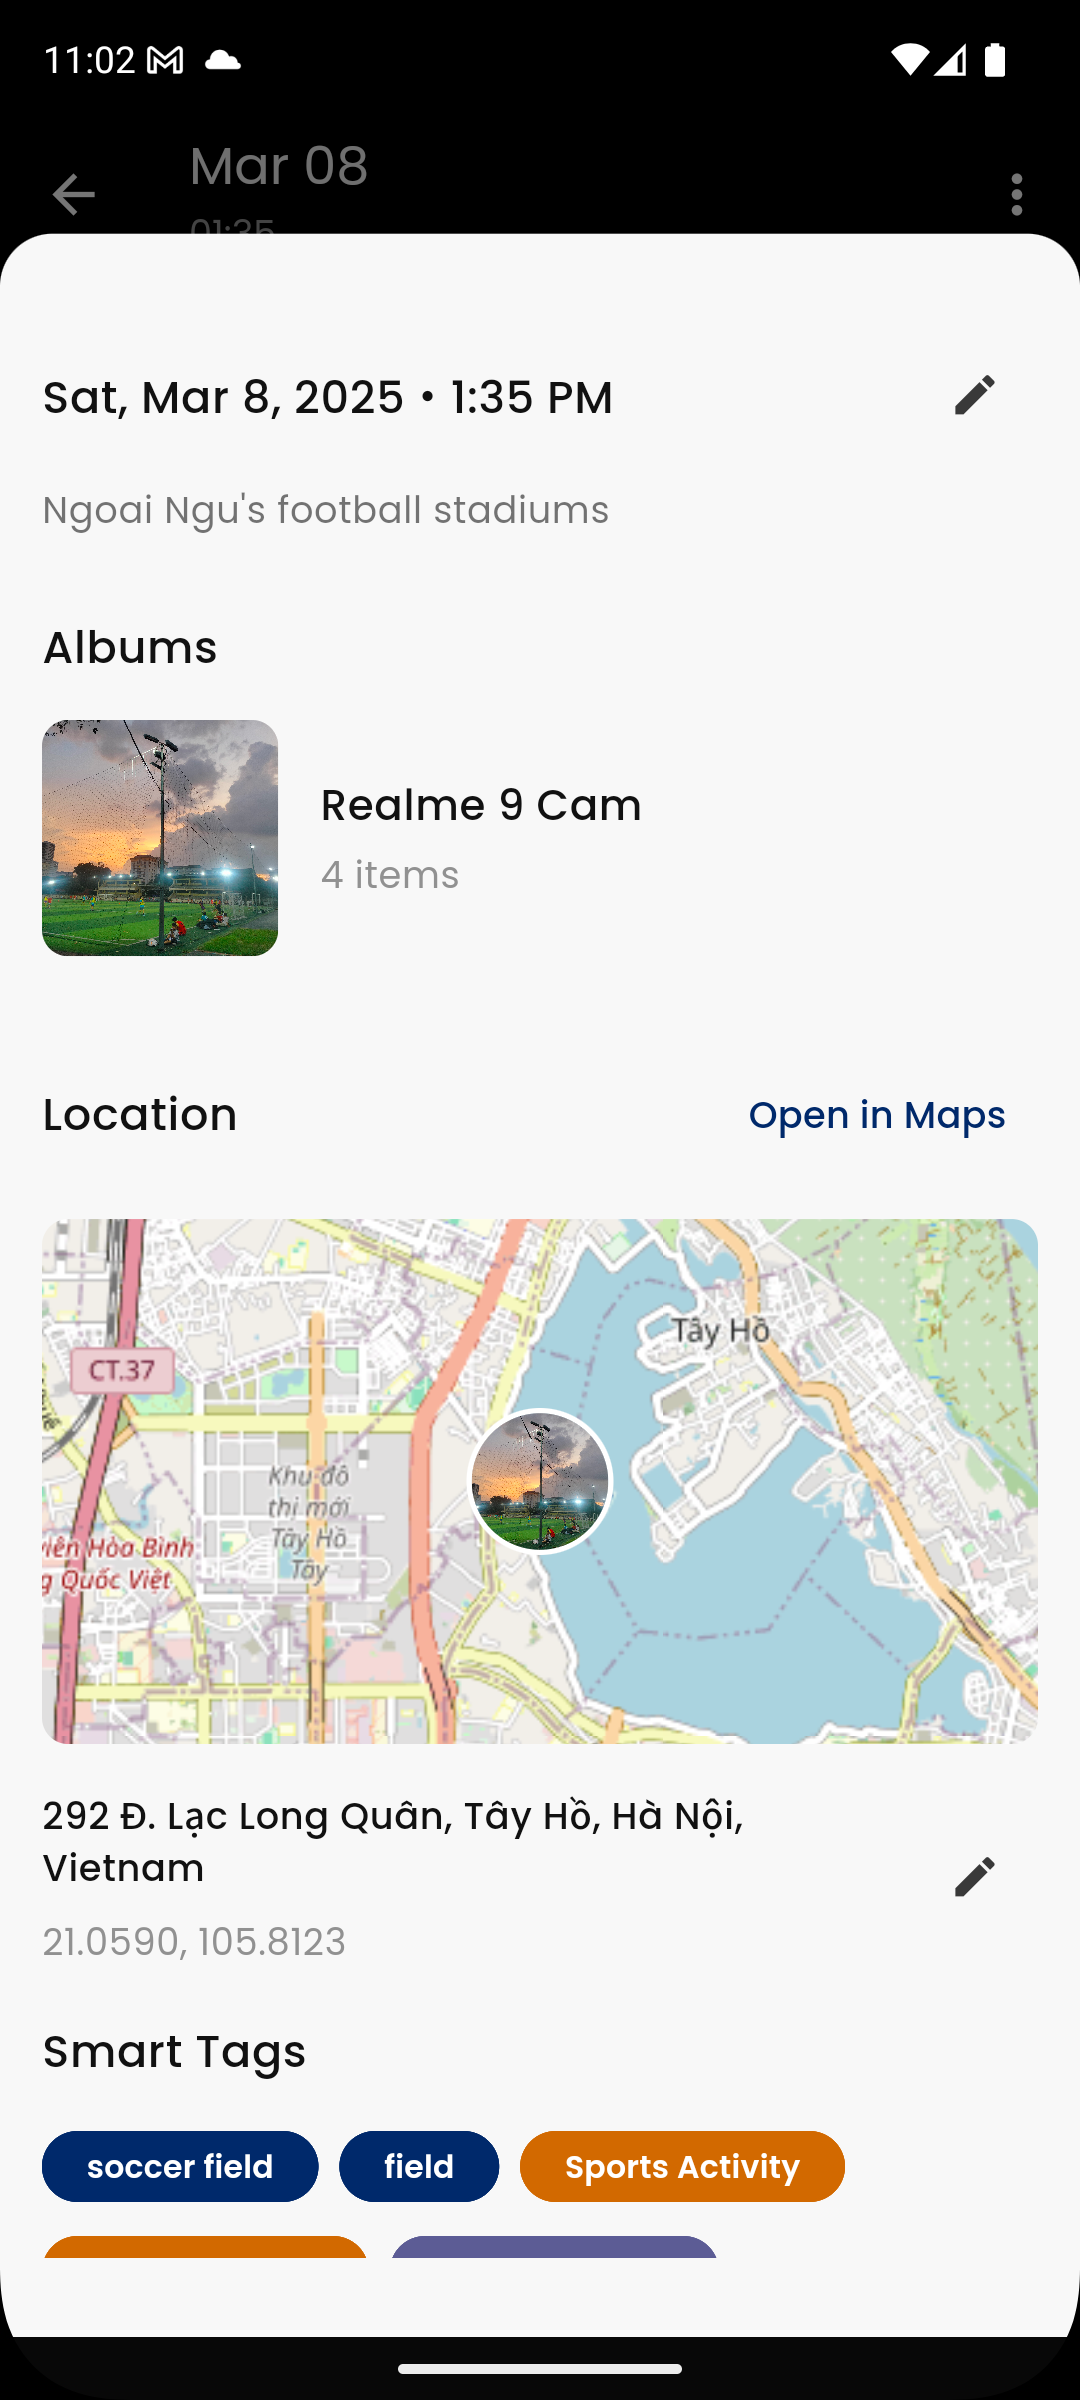 11:02
Mar 08
01:35
Sat, Mar 8, 2025 • 1:35 PM
Ngoai Ngu's football stadiums
Albums
Realme 9 Cam
4 items
Location
Open in Maps
Tây Hồ
CT.37
Khu đô
thị mới
Tây Hồ
Tây
viên Hòa Bình
g Quốc Việt
292 Đ. Lạc Long Quân, Tây Hồ, Hà Nội,
Vietnam
21.0590, 105.8123
Smart Tags
soccer field
field
Sports Activity